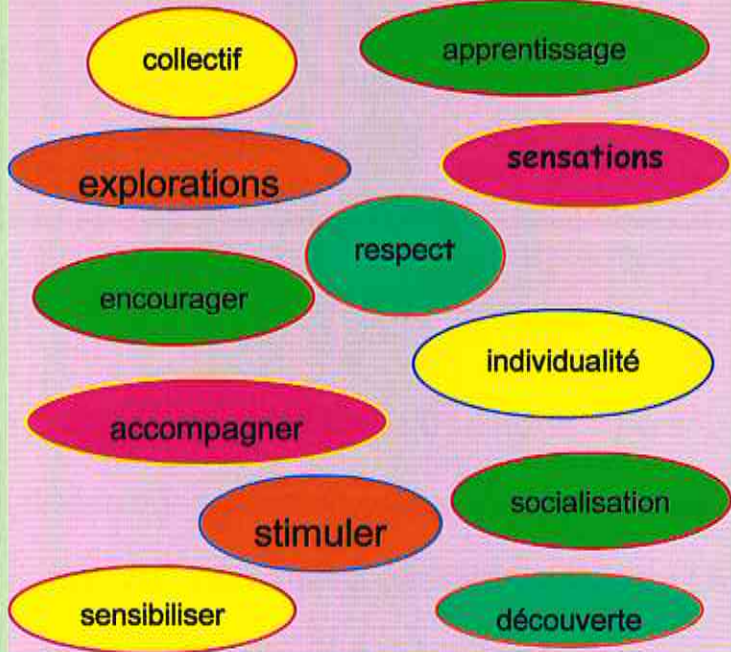 collectif
apprentissage
explorations
sensations
respect
encourager
individualité
accompagner
socialisation
stimuler
sensibiliser
découverte